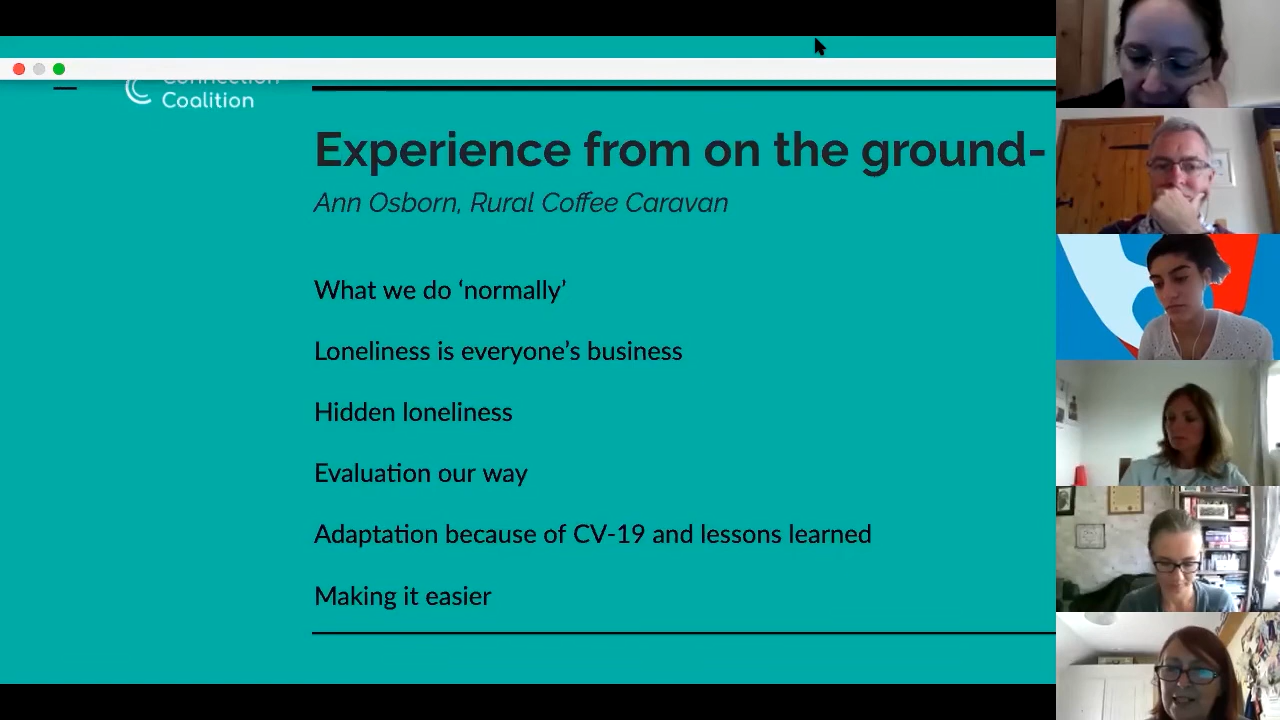 Connection
Coalition
Experience from on the ground-
Ann Osborn, Rural Coffee Caravan
What we do ‘normally’
Loneliness is everyone’s business
Hidden loneliness
Evaluation our way
Adaptation because of CV-19 and lessons learned
Making it easier